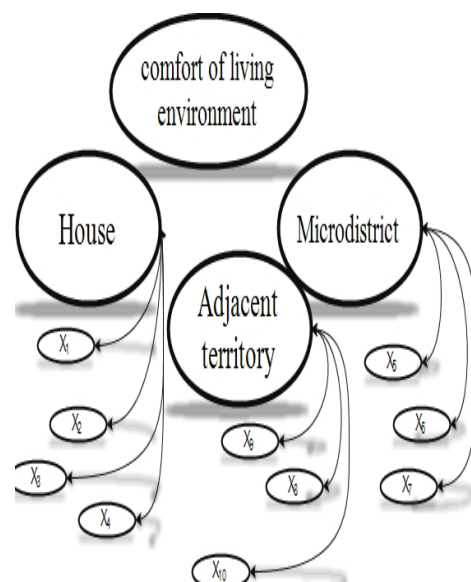 comfort of living
environment
House
Microdistrict
Adjacent
territory
X1
X2
X3
X4
X9
X8
X10
X5
X6
X7